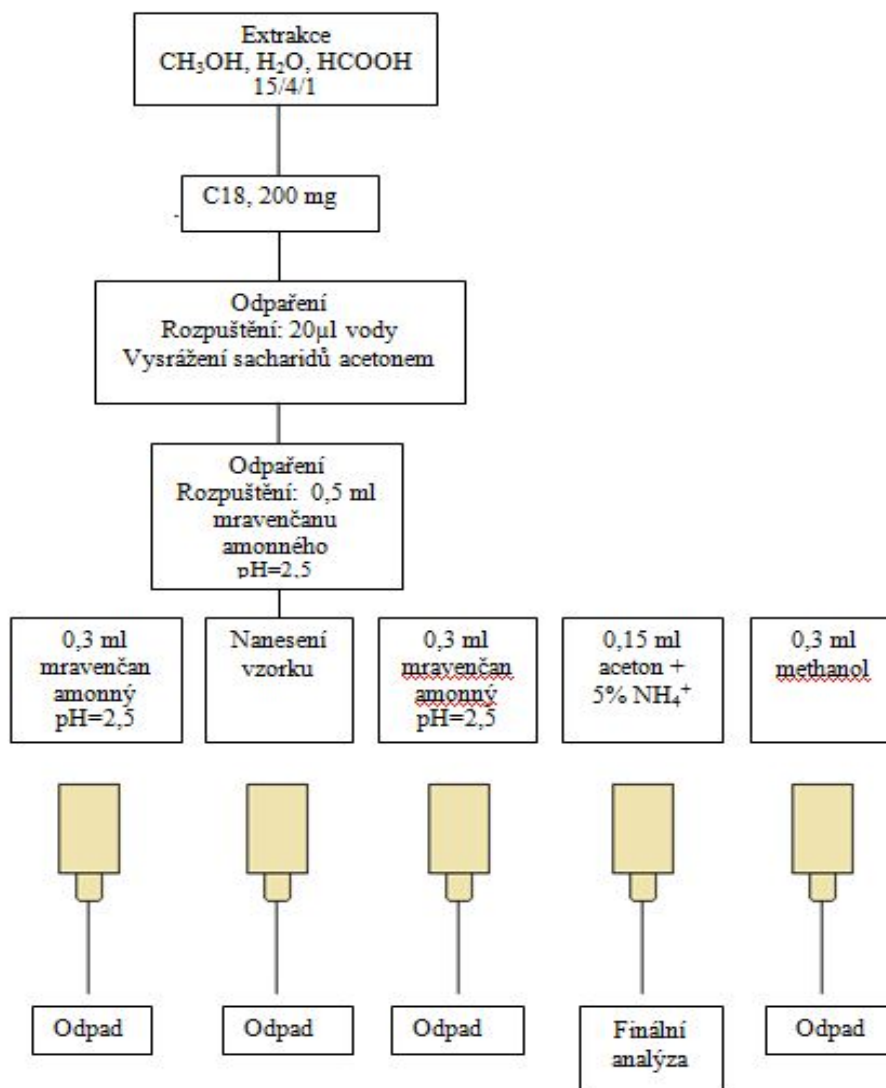 Extrakce
CH₃OH, H₂O, HCOOH
15/4/1
C18, 200 mg
Odpaření
Rozpuštění: 20µl vody
Vysrážení sacharidů acetonem
Odpaření
Rozpuštění: 0,5 ml
mravenčanu
amonného
pH=2,5
0,3 ml
mravenčan
amonný
pH=2,5
Nanesení
vzorku
0,3 ml
mravenčan
amonný
pH=2,5
0,15 ml
aceton +
5% NH₄⁺
0,3 ml
methanol
Odpad
Odpad
Odpad
Finální
analýza
Odpad